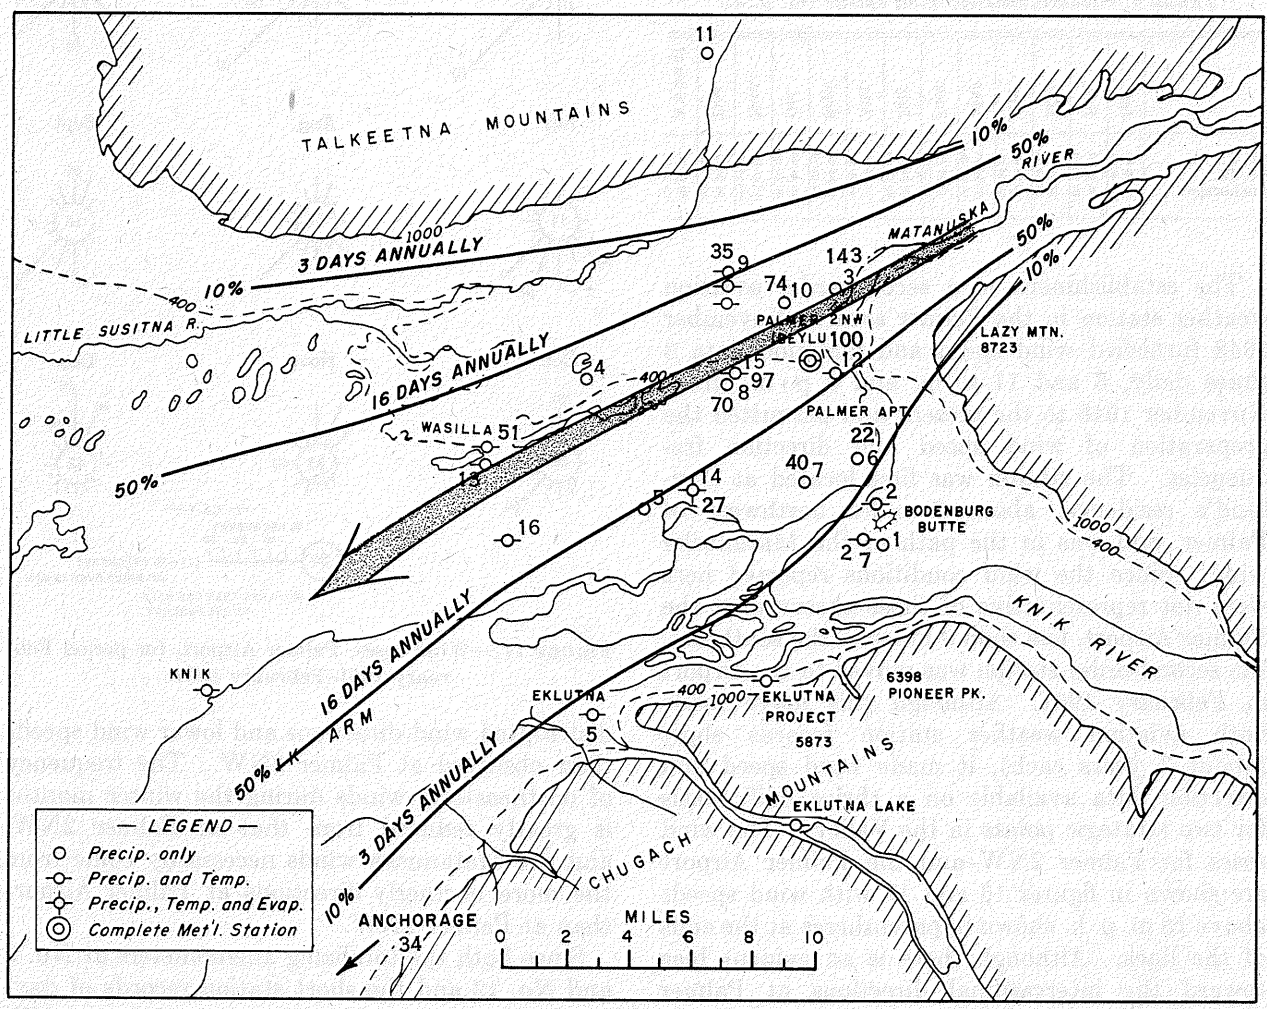 11
TALKEETNA MOUNTAINS
10%
50%
RIVER
MATANUSKA
1000
3 DAYS ANNUALLY
10%
50%
10%
35
9
143
3
74
10
400
LITTLE SUSITNA R.
PALMER 2NW
100
LAZY MTN.
8723
16 DAYS ANNUALLY
4
400
15
12
97
8
70
PALMER APT.
WASILLA
51
22
6
13
50%
40
7
14
5
27
2
BODENBURG
BUTTE
1000
400
16
2
7
1
KNIK RIVER
16 DAYS ANNUALLY
KNIK
EKLUTNA
5
400
1000
EKLUTNA
PROJECT
5873
6398
PIONEER PK.
50%
ARM
3 DAYS ANNUALLY
MOUNTAINS
EKLUTNA LAKE
CHUGACH
10%
LEGEND
Precip. only
Precip. and Temp.
Precip., Temp. and Evap.
Complete Met'l. Station
ANCHORAGE
34
MILES
0 2 4 6 8 10